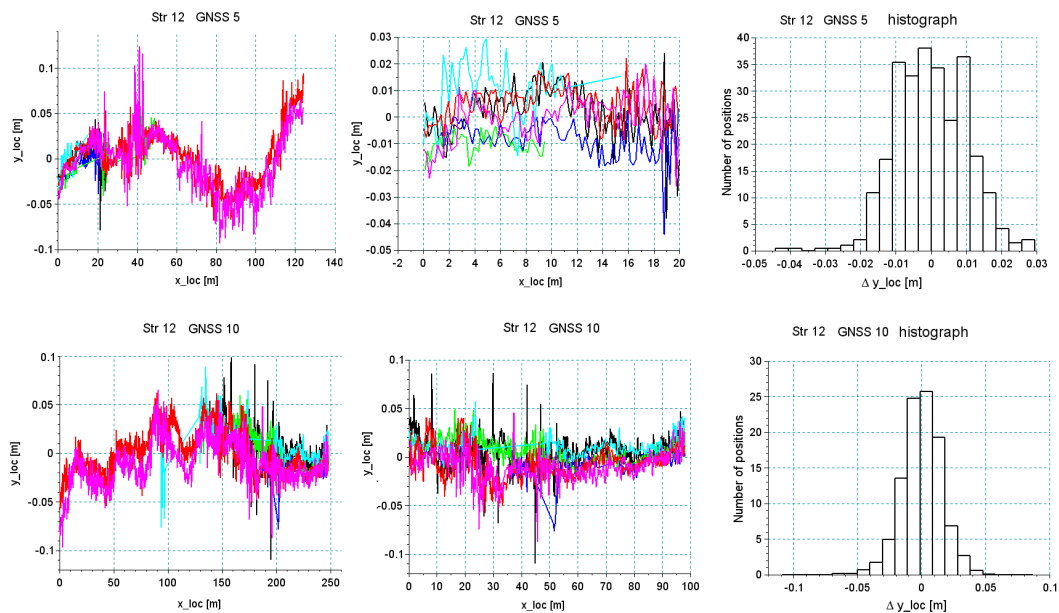 Str 12 GNSS 5
y_loc [m]
0.1
0.05
0
-0.05
-0.1
0 20 40 60 80 100 120 140
x_loc [m]
Str 12 GNSS 5
y_loc [m]
0.03
0.02
0.01
0
-0.01
-0.02
-0.03
-0.04
-0.05
-2 0 2 4 6 8 10 12 14 16 18 20
x_loc [m]
Str 12 GNSS 5 histograph
Number of positions
40
35
30
25
20
15
10
5
0
-0.05 -0.04 -0.03 -0.02 -0.01 0 0.01 0.02 0.03
Δ y_loc [m]
Str 12 GNSS 10
y_loc [m]
0.1
0.05
0
-0.05
-0.1
0 50 100 150 200 250
x_loc [m]
Str 12 GNSS 10
y_loc [m]
0.1
0.05
0
-0.05
-0.1
0 10 20 30 40 50 60 70 80 90 100
x_loc [m]
Str 12 GNSS 10 histograph
Number of positions
30
25
20
15
10
5
0
-0.1 -0.05 0 0.05 0.1
Δ y_loc [m]